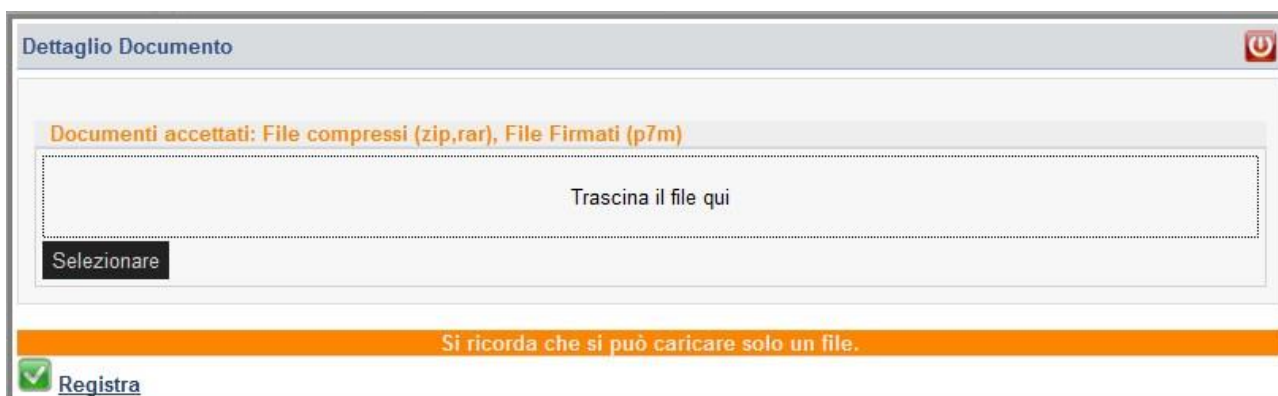 Dettaglio Documento
Documenti accettati: File compressi (zip,rar), File Firmati (p7m)
Trascina il file qui
Selezionare
Si ricorda che si può caricare solo un file.
Registra